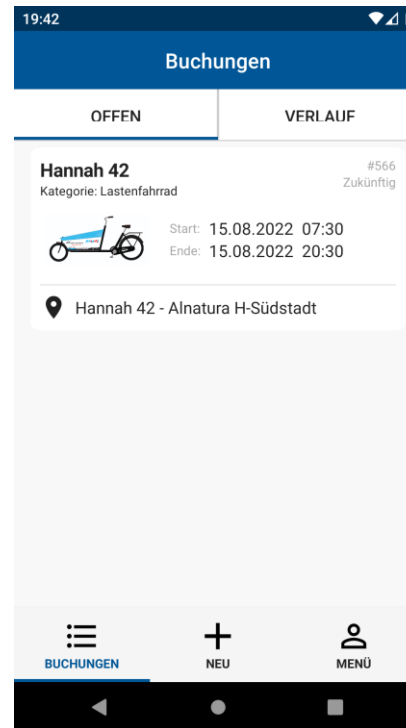 19:42
Buchungen
OFFEN VERLAUF
Hannah 42 #566
Kategorie: Lastenfahrrad Zukünftig
Start: 15.08.2022 07:30
Ende: 15.08.2022 20:30
Hannah 42 - Alnatura H-Südstadt
BUCHUNGEN NEU MENÜ